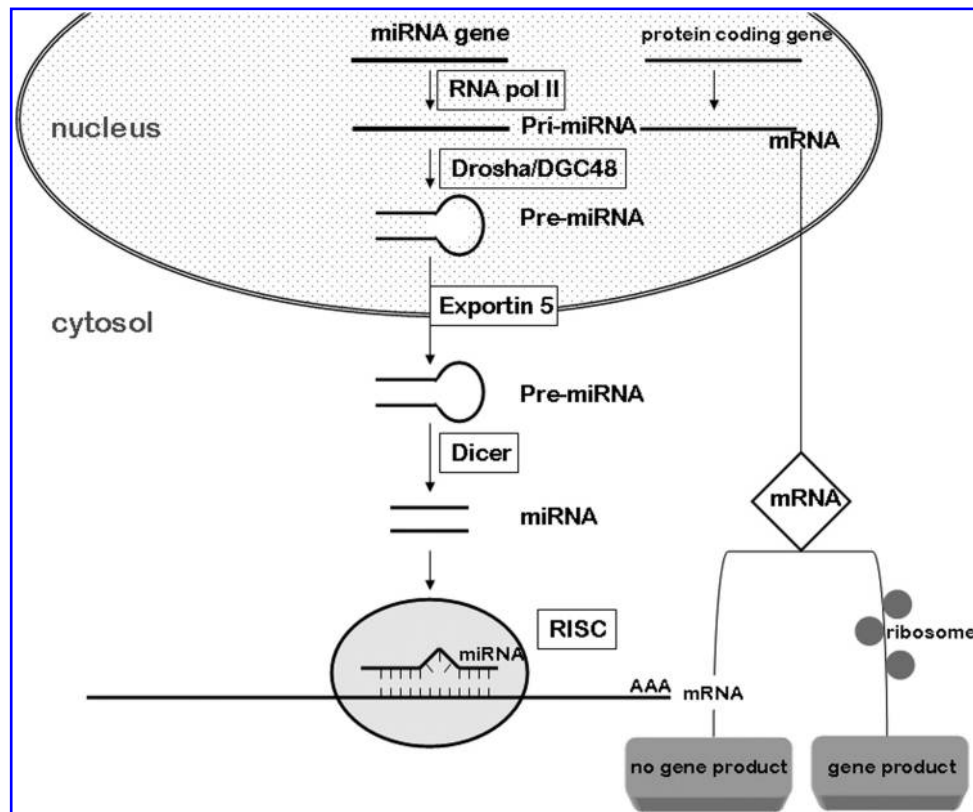 miRNA gene
protein coding gene
RNA pol II
nucleus
Pri-miRNA
mRNA
Drosha/DGC48
Pre-miRNA
Exportin 5
cytosol
Pre-miRNA
Dicer
mRNA
miRNA
RISC
ribosome
miRNA
AAA
mRNA
no gene product
gene product